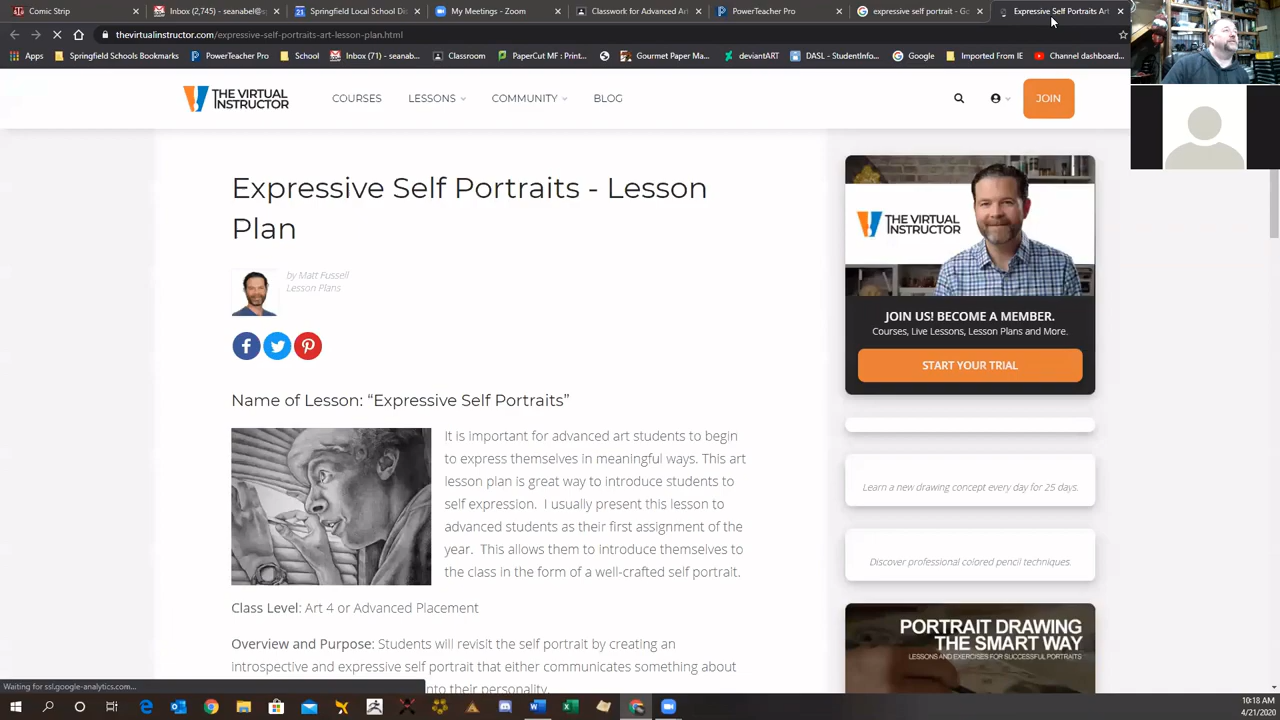 Comic Strip
Inbox (2,745) - seanabel@
Springfield Local School Di
My Meetings - Zoom
Classwork for Advanced Art
PowerTeacher Pro
expressive self portrait - Go
Expressive Self Portraits Art
thevirtualinstructor.com/expressive-self-portraits-art-lesson-plan.html
Apps
Springfield Schools Bookmarks
PowerTeacher Pro
School
Inbox (71) - seanab...
Classroom
PaperCut MF : Print...
Gourmet Paper Ma...
deviantART
DASL - StudentInfo...
Google
Imported From IE
Channel dashboard...
THE VIRTUAL
INSTRUCTOR
COURSES
LESSONS
COMMUNITY
BLOG
JOIN
Expressive Self Portraits - Lesson
Plan
by Matt Fussell
Lesson Plans
Name of Lesson: “Expressive Self Portraits”
It is important for advanced art students to begin
to express themselves in meaningful ways. This art
lesson plan is great way to introduce students to
self expression. I usually present this lesson to
advanced students as their first assignment of the
year. This allows them to introduce themselves to
the class in the form of a well-crafted self portrait.
Class Level: Art 4 or Advanced Placement
Overview and Purpose: Students will revisit the self portrait by creating an
introspective and expressive self portrait that either communicates something about
into their personality.
THE VIRTUAL
INSTRUCTOR
JOIN US! BECOME A MEMBER.
Courses, Live Lessons, Lesson Plans and More.
START YOUR TRIAL
Learn a new drawing concept every day for 25 days.
Discover professional colored pencil techniques.
PORTRAIT DRAWING
THE SMART WAY
LESSONS AND EXERCISES FOR SUCCESSFUL PORTRAITS
Waiting for ssl.google-analytics.com...
10:18 AM
4/21/2020